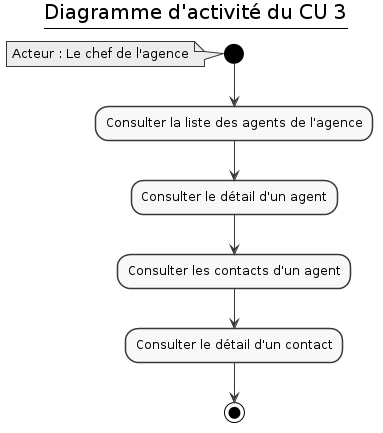 Diagramme d'activité du CU 3
Acteur : Le chef de l'agence
Consulter la liste des agents de l'agence
Consulter le détail d'un agent
Consulter les contacts d'un agent
Consulter le détail d'un contact